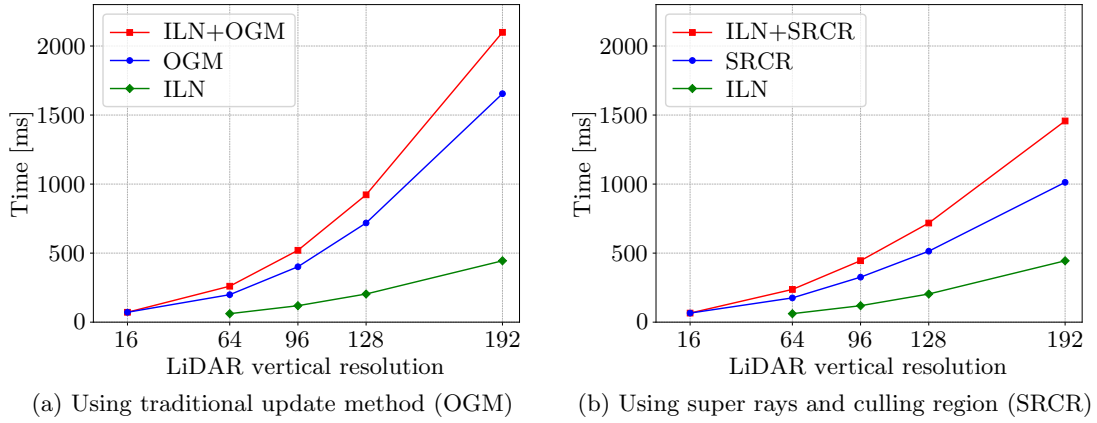 ILN+OGM
OGM
ILN
Time [ms]
2000
1500
1000
500
0
16 64 96 128 192
LiDAR vertical resolution
(a) Using traditional update method (OGM)
ILN+SRCR
SRCR
ILN
Time [ms]
2000
1500
1000
500
0
16 64 96 128 192
LiDAR vertical resolution
(b) Using super rays and culling region (SRCR)